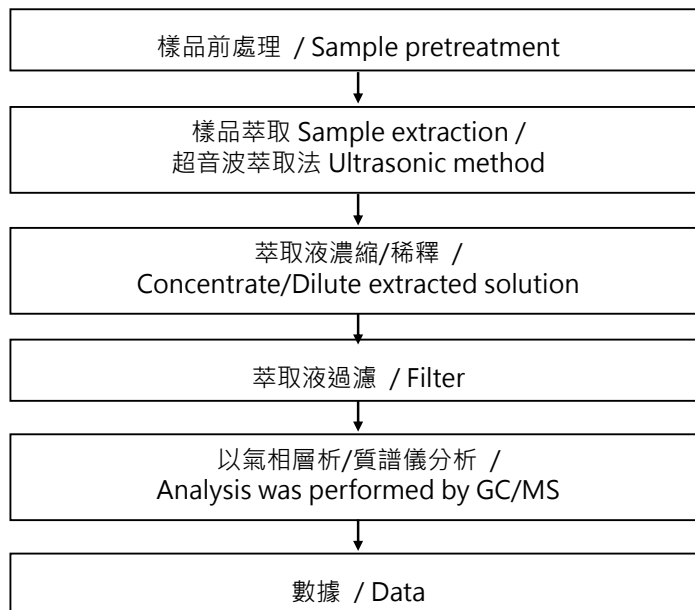 樣品前處理 / Sample pretreatment
樣品萃取 Sample extraction /
超音波萃取法 Ultrasonic method
萃取液濃縮/稀釋 /
Concentrate/Dilute extracted solution
萃取液過濾 / Filter
以氣相層析/質譜儀分析 /
Analysis was performed by GC/MS
數據 / Data